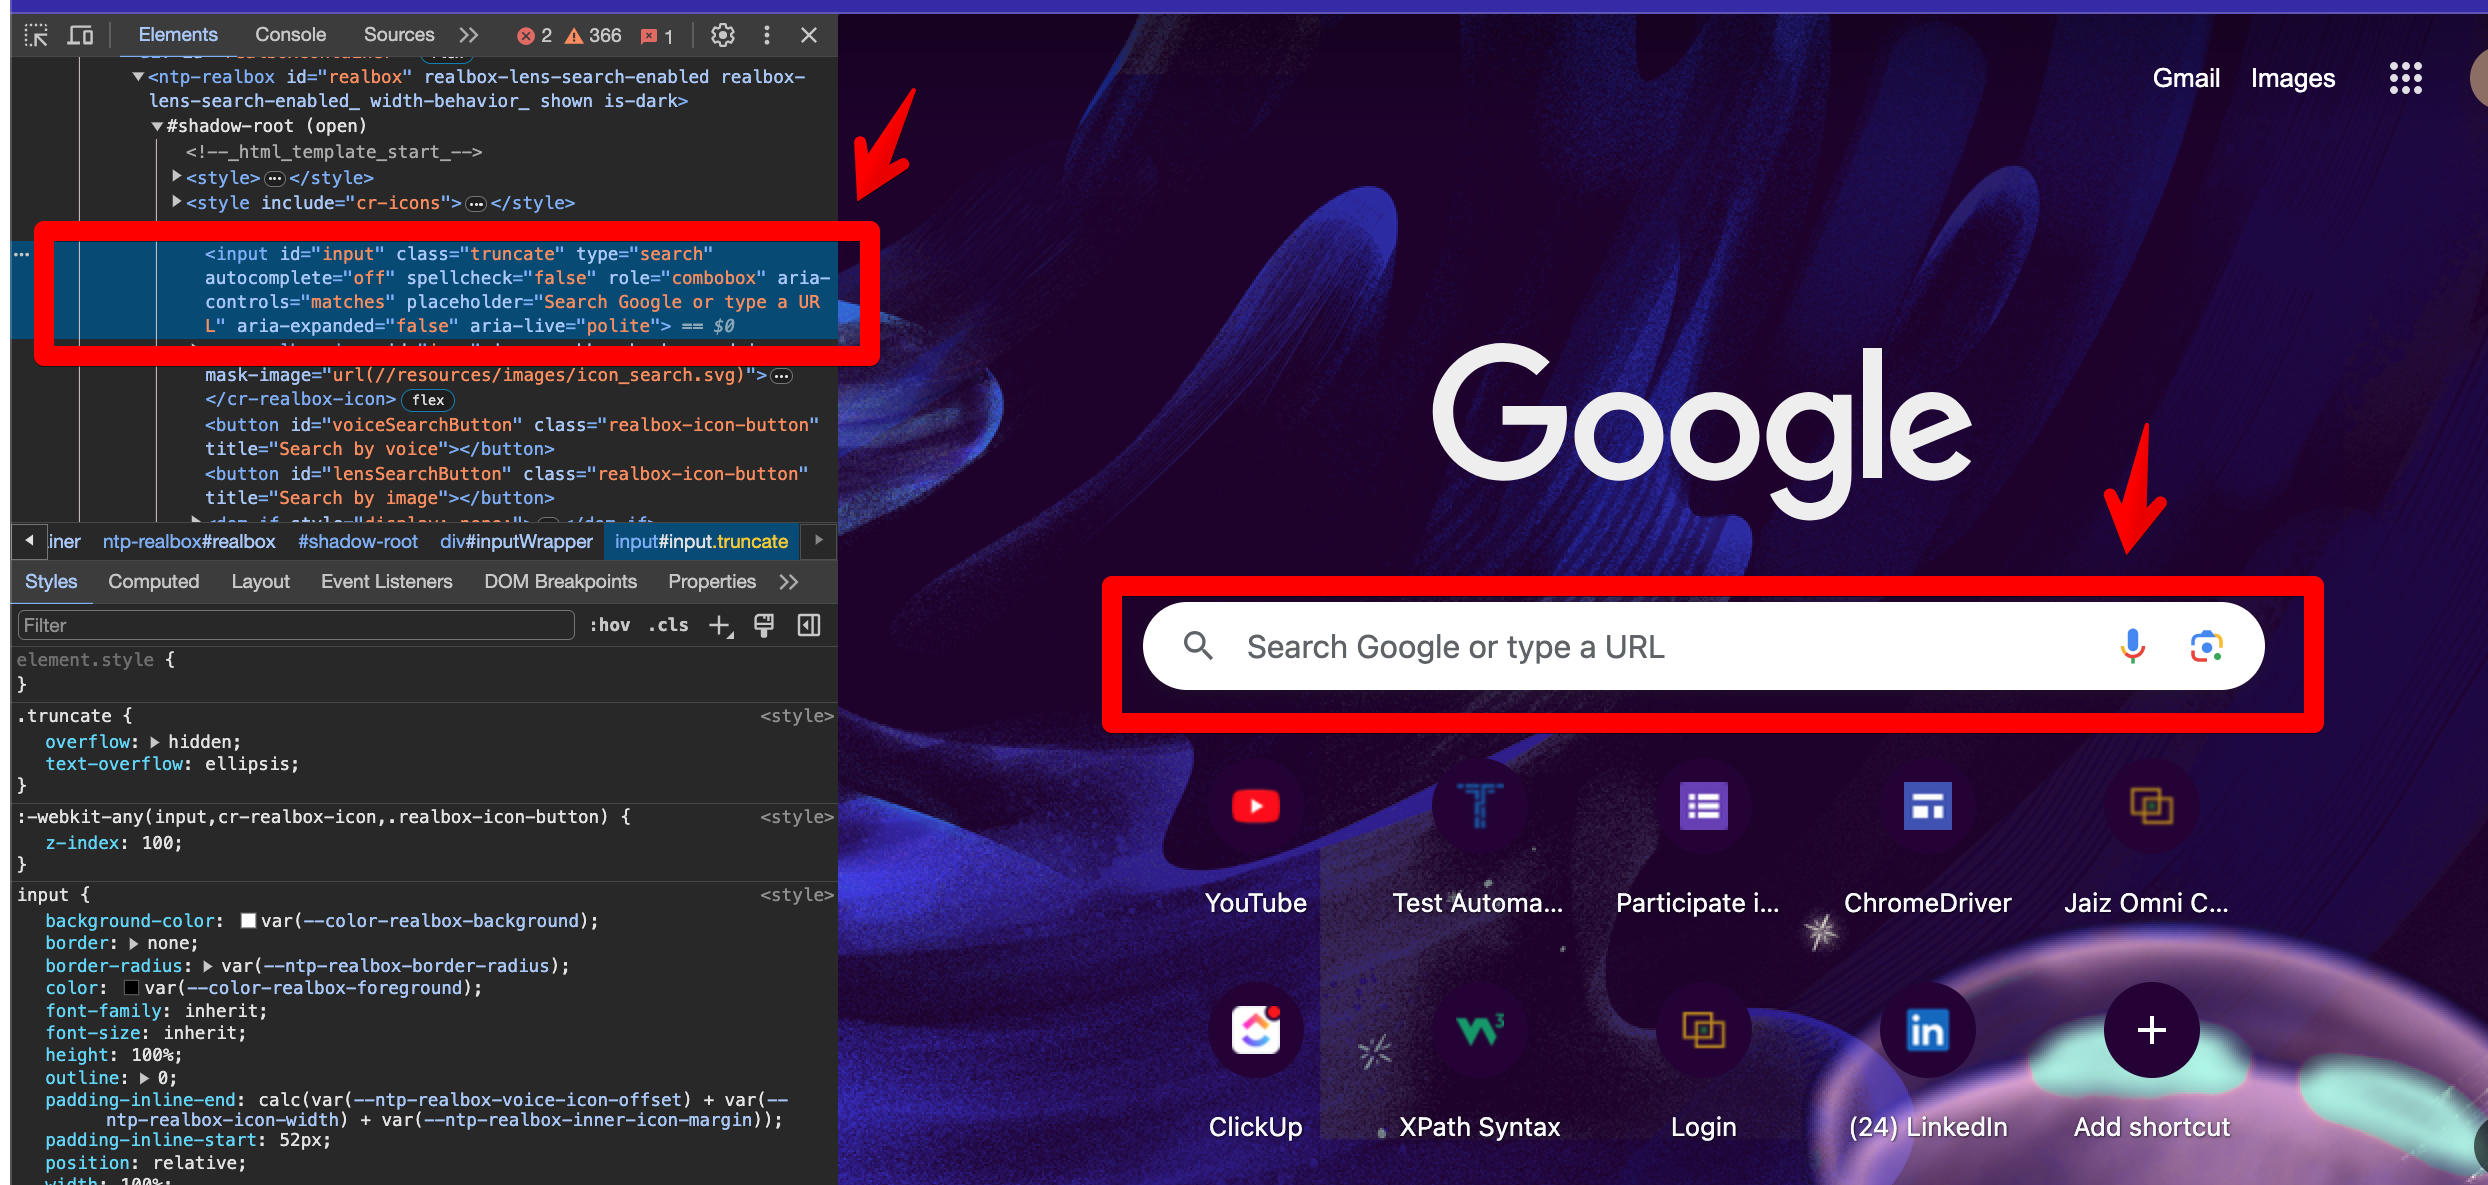 Elements Console Sources 2 366 1
<ntp-realbox id="realbox" realbox-lens-search-enabled realbox-
lens-search-enabled_ width-behavior_ shown is-dark>
#shadow-root (open)
<!--_html_template_start_-->
<style>…</style>
<style include="cr-icons">…</style>
<input id="input" class="truncate" type="search"
autocomplete="off" spellcheck="false" role="combobox" aria-
controls="matches" placeholder="Search Google or type a UR
L" aria-expanded="false" aria-live="polite"> == $0
mask-image="url(//resources/images/icon_search.svg)">…
</cr-realbox-icon> flex
<button id="voiceSearchButton" class="realbox-icon-button"
title="Search by voice"></button>
<button id="lensSearchButton" class="realbox-icon-button"
title="Search by image"></button>
<dom-if style="display: none;">…</dom-if>
iner ntp-realbox#realbox #shadow-root div#inputWrapper input#input.truncate
Styles Computed Layout Event Listeners DOM Breakpoints Properties
Filter :hov .cls
element.style {
}
.truncate { <style>
overflow: hidden;
text-overflow: ellipsis;
}
:-webkit-any(input,cr-realbox-icon,.realbox-icon-button) { <style>
z-index: 100;
}
input { <style>
background-color: var(--color-realbox-background);
border: none;
border-radius: var(--ntp-realbox-border-radius);
color: var(--color-realbox-foreground);
font-family: inherit;
font-size: inherit;
height: 100%;
outline: 0;
padding-inline-end: calc(var(--ntp-realbox-voice-icon-offset) + var(--
ntp-realbox-icon-width) + var(--ntp-realbox-inner-icon-margin));
padding-inline-start: 52px;
position: relative;
width: 100%;
Gmail Images
Google
Search Google or type a URL
YouTube Test Automa... Participate i... ChromeDriver Jaiz Omni C...
ClickUp XPath Syntax Login (24) LinkedIn Add shortcut